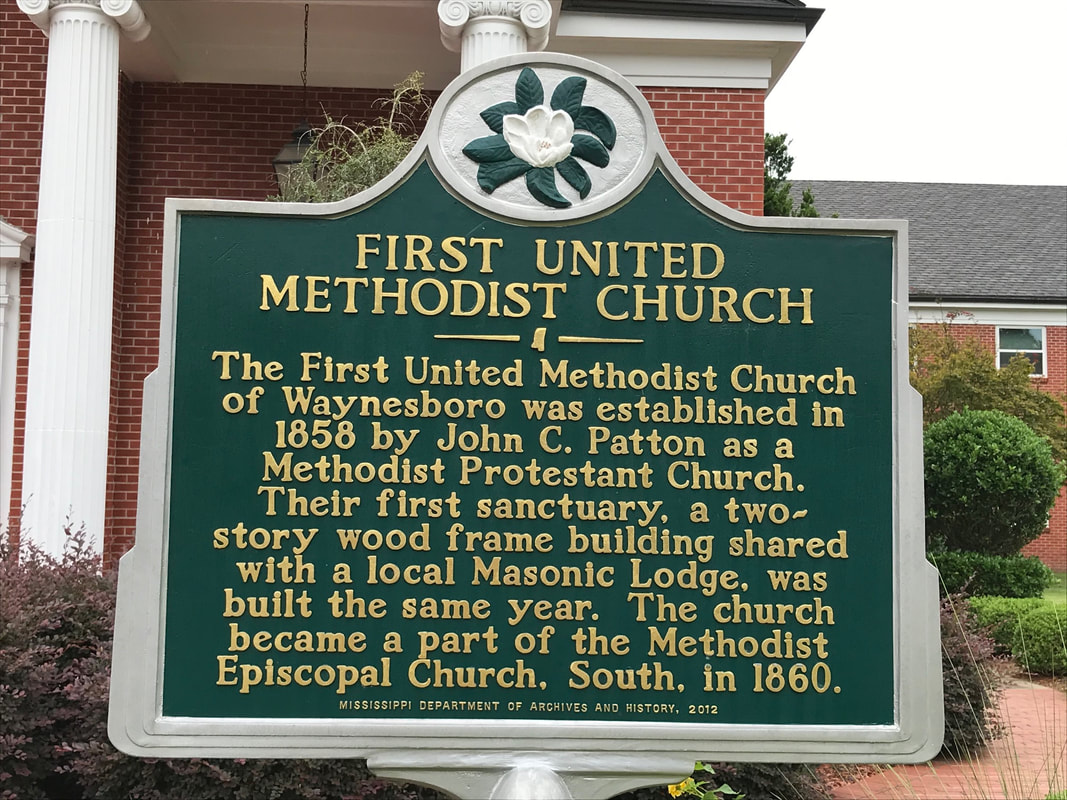 FIRST UNITED
METHODIST CHURCH
The First United Methodist Church
of Waynesboro was established in
1858 by John C. Patton as a
Methodist Protestant Church.
Their first sanctuary, a two-
story wood frame building shared
with a local Masonic Lodge, was
built the same year. The church
became a part of the Methodist
Episcopal Church, South, in 1860.
MISSISSIPPI DEPARTMENT OF ARCHIVES AND HISTORY, 2012